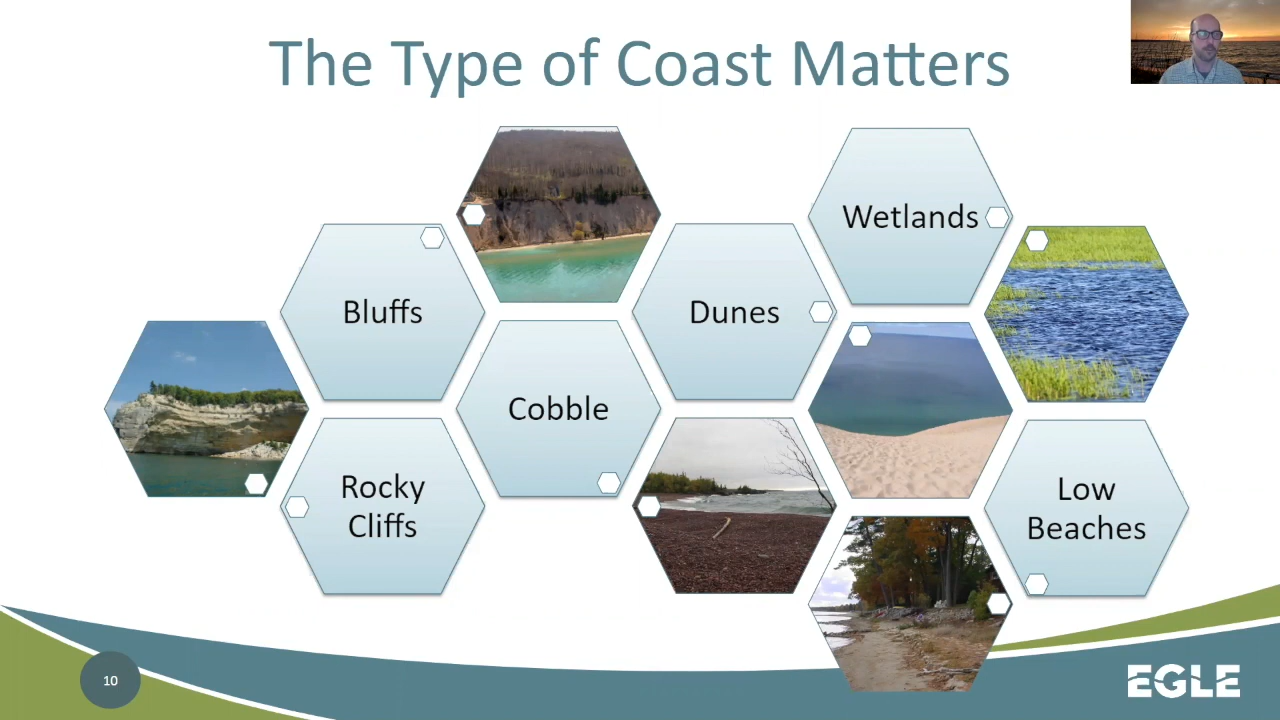 The Type of Coast Matters
Wetlands
Bluffs
Dunes
Cobble
Rocky
Cliffs
Low
Beaches
10
EGLE